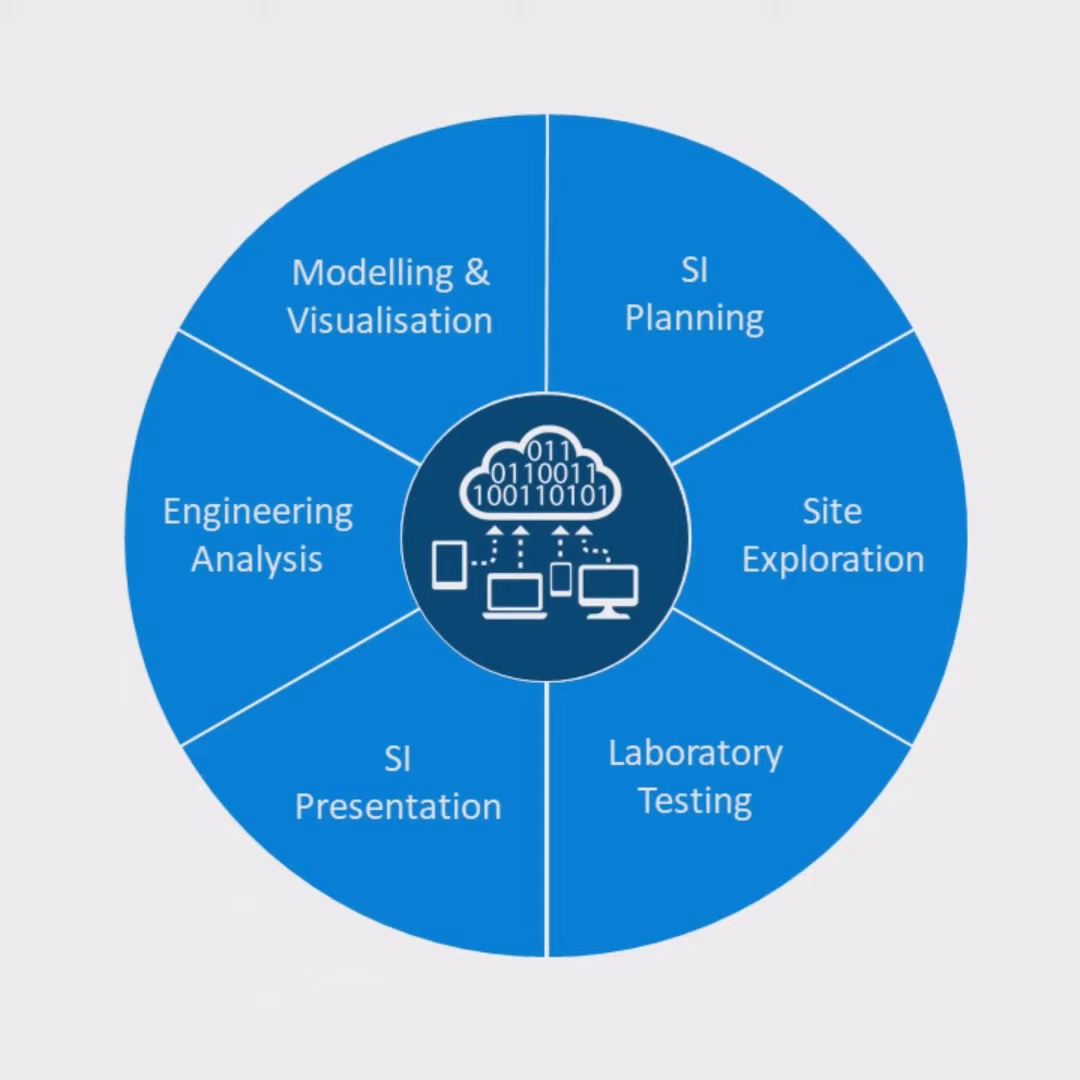 Modelling &
Visualisation
SI
Planning
Site
Exploration
Laboratory
Testing
SI
Presentation
Engineering
Analysis
011
0110011
100110101